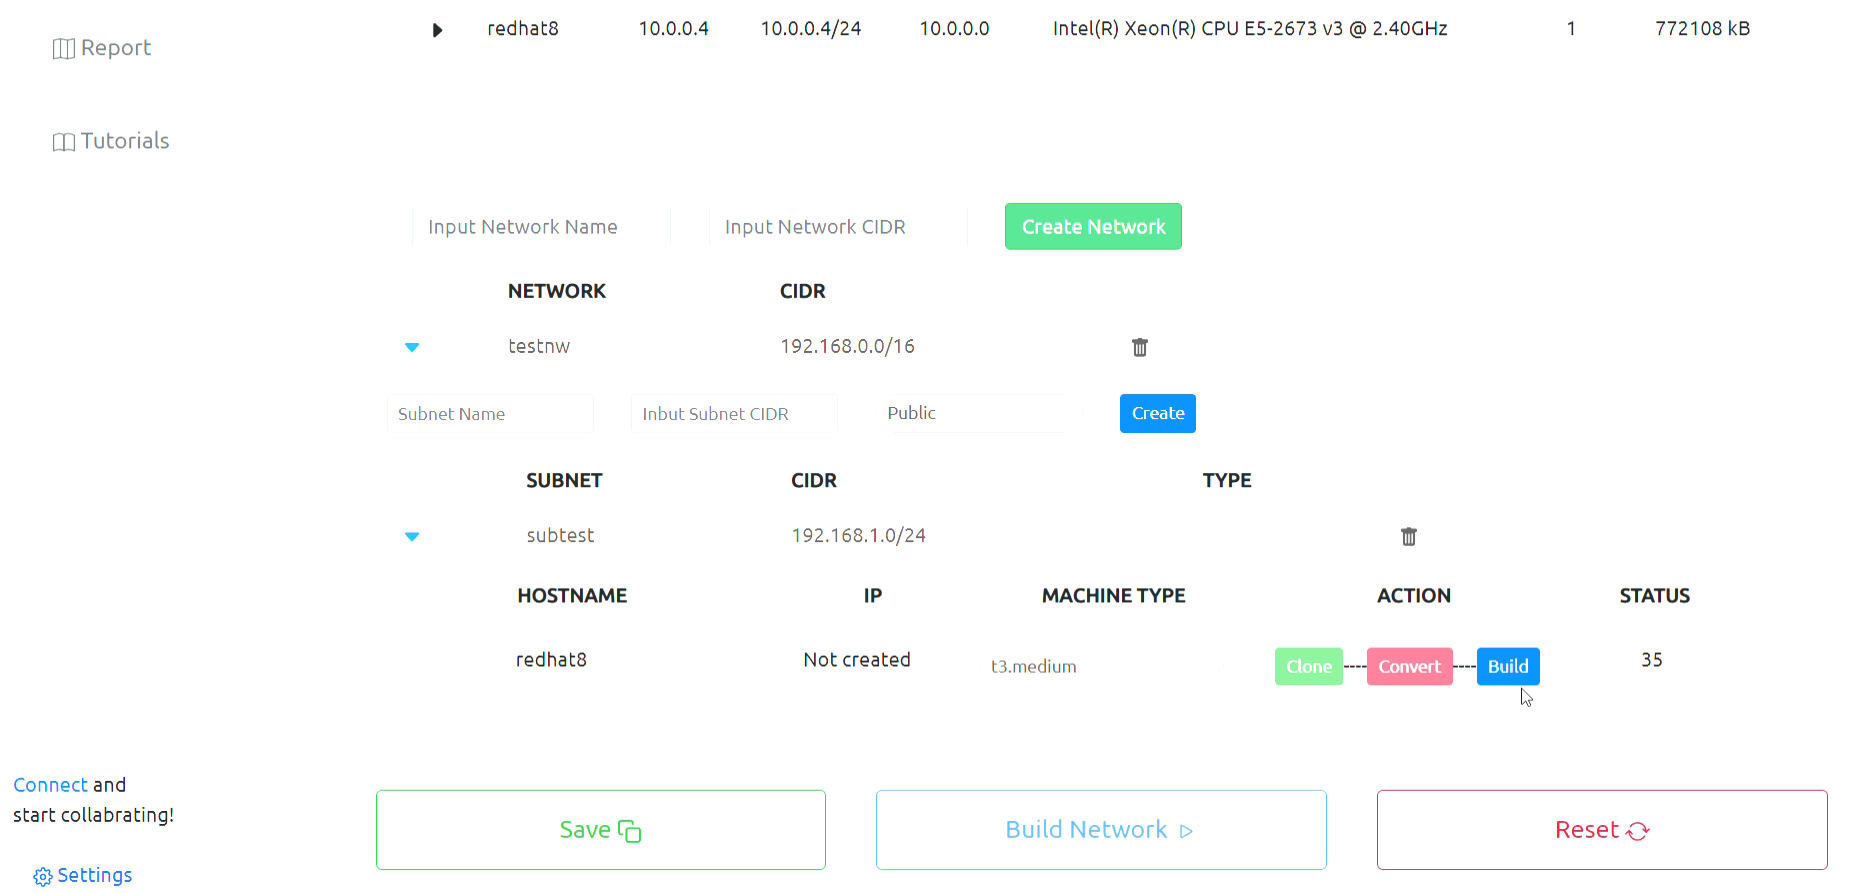 redhat8 10.0.0.4 10.0.0.4/24 10.0.0.0 Intel(R) Xeon(R) CPU E5-2673 v3 @ 2.40GHz 1 772108 kB
Report
Tutorials
Input Network Name Input Network CIDR Create Network
NETWORK CIDR
testnw 192.168.0.0/16
Subnet Name Inbut Subnet CIDR Public Create
SUBNET CIDR TYPE
subtest 192.168.1.0/24
HOSTNAME IP MACHINE TYPE ACTION STATUS
redhat8 Not created t3.medium Clone ---- Convert ---- Build 35
Connect and
start collabrating!
Save Build Network Reset
Settings